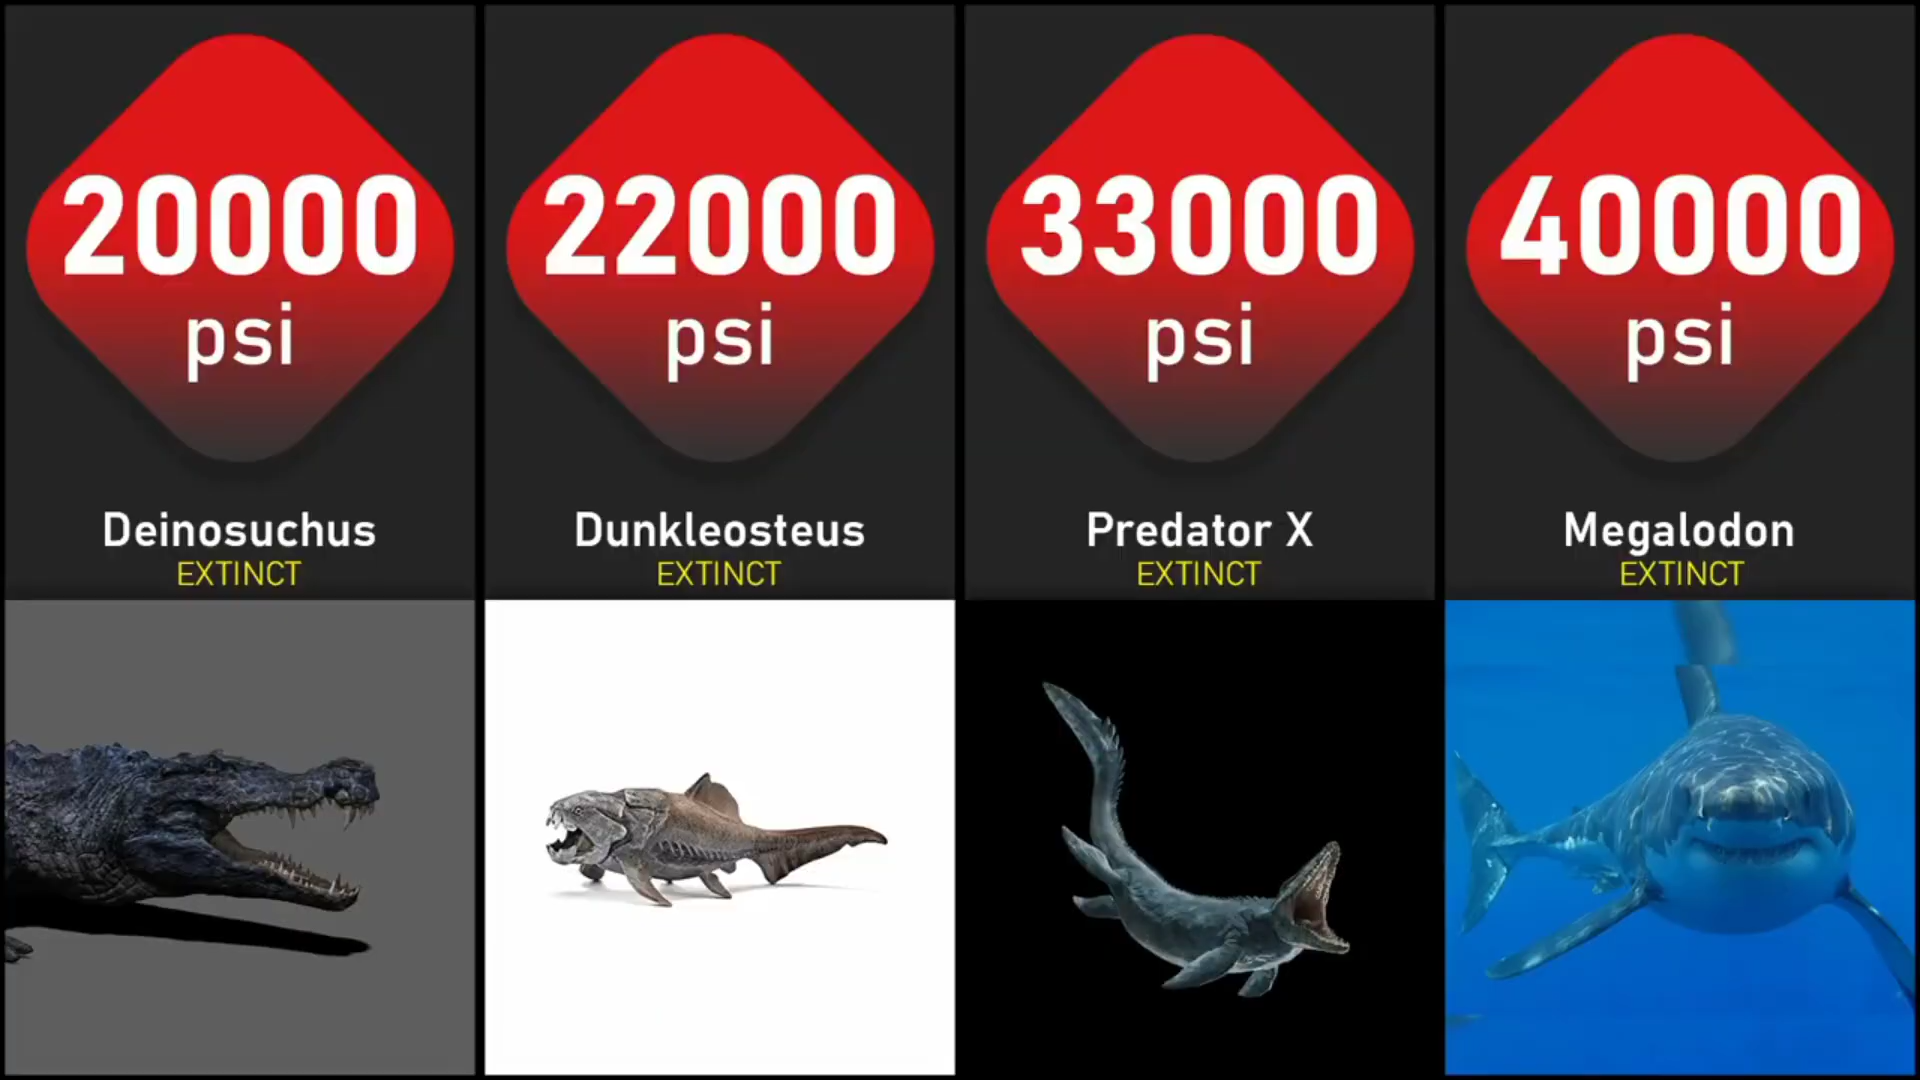 20000
psi
Deinosuchus
EXTINCT
22000
psi
Dunkleosteus
EXTINCT
33000
psi
Predator X
EXTINCT
40000
psi
Megalodon
EXTINCT